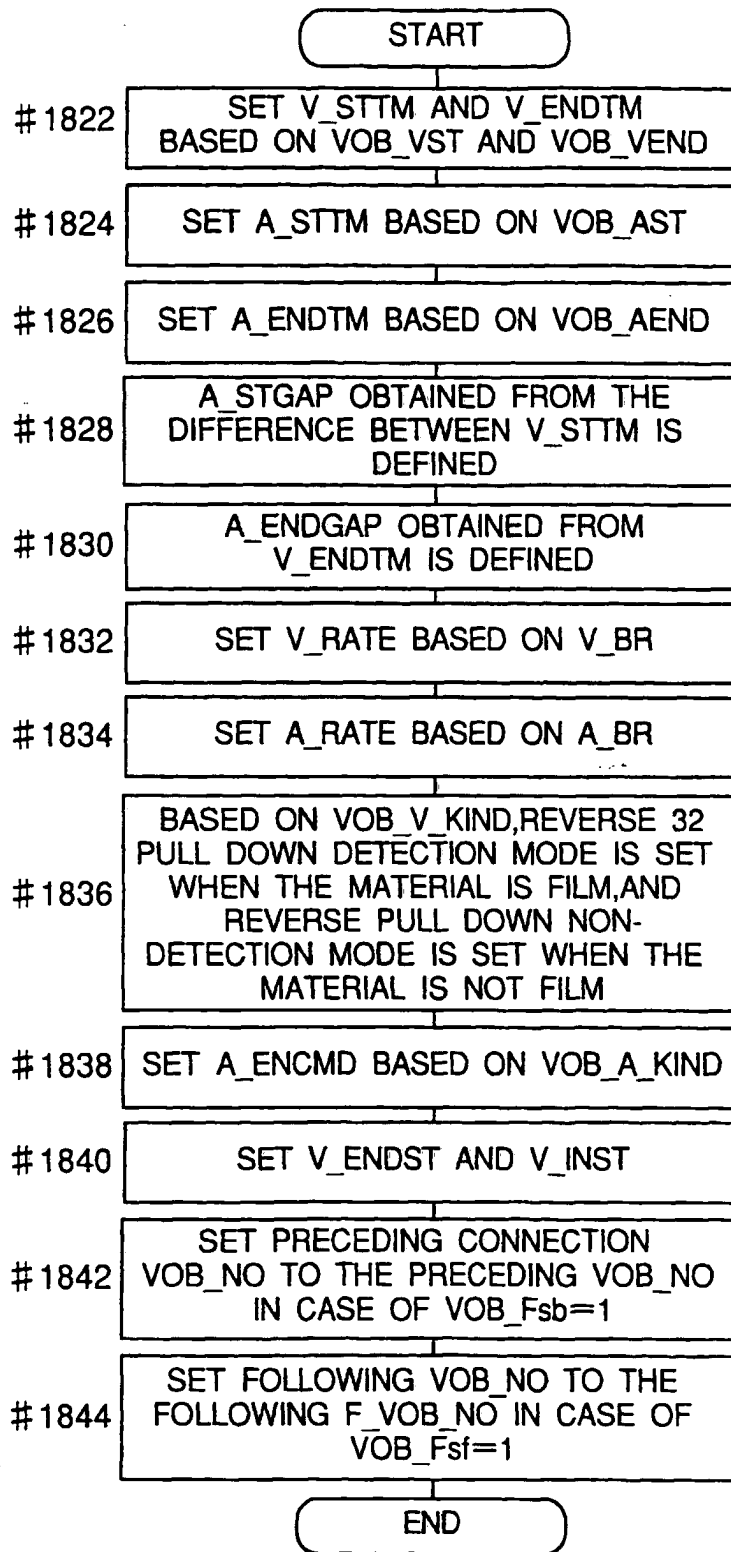 START
#1822
SET V_STTM AND V_ENDTM
BASED ON VOB_VST AND VOB_VEND
#1824
SET A_STTM BASED ON VOB_AST
#1826
SET A_ENDTM BASED ON VOB_AEND
#1828
A_STGAP OBTAINED FROM THE
DIFFERENCE BETWEEN V_STTM IS
DEFINED
#1830
A_ENDGAP OBTAINED FROM
V_ENDTM IS DEFINED
#1832
SET V_RATE BASED ON V_BR
#1834
SET A_RATE BASED ON A_BR
#1836
BASED ON VOB_V_KIND,REVERSE 32
PULL DOWN DETECTION MODE IS SET
WHEN THE MATERIAL IS FILM,AND
REVERSE PULL DOWN NON-
DETECTION MODE IS SET WHEN THE
MATERIAL IS NOT FILM
#1838
SET A_ENCMD BASED ON VOB_A_KIND
#1840
SET V_ENDST AND V_INST
#1842
SET PRECEDING CONNECTION
VOB_NO TO THE PRECEDING VOB_NO
IN CASE OF VOB_Fsb=1
#1844
SET FOLLOWING VOB_NO TO THE
FOLLOWING F_VOB_NO IN CASE OF
VOB_Fsf=1
END